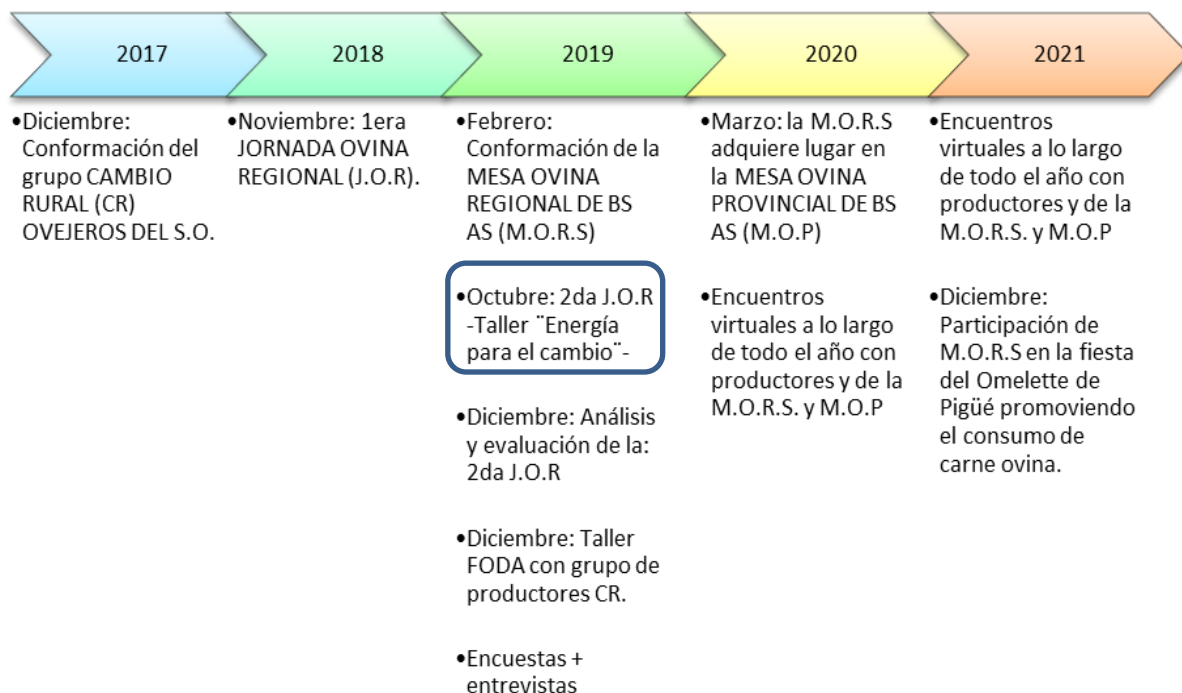 2017
2018
2019
2020
2021
•Diciembre:
Conformación del
grupo CAMBIO
RURAL (CR)
OVEJEROS DEL S.O.
•Noviembre: 1era
JORNADA OVINA
REGIONAL (J.O.R).
•Febrero:
Conformación de la
MESA OVINA
REGIONAL DE BS
AS (M.O.R.S)
•Octubre: 2da J.O.R
-Taller ¨Energía
para el cambio¨-
•Diciembre: Análisis
y evaluación de la:
2da J.O.R
•Diciembre: Taller
FODA con grupo de
productores CR.
•Encuestas +
entrevistas
•Marzo: la M.O.R.S
adquiere lugar en
la MESA OVINA
PROVINCIAL DE BS
AS (M.O.P)
•Encuentros
virtuales a lo largo
de todo el año con
productores y de la
M.O.R.S. y M.O.P
•Encuentros
virtuales a lo largo
de todo el año con
productores y de la
M.O.R.S. y M.O.P
•Diciembre:
Participación de
M.O.R.S en la fiesta
del Omelette de
Pigüé promoviendo
el consumo de
carne ovina.